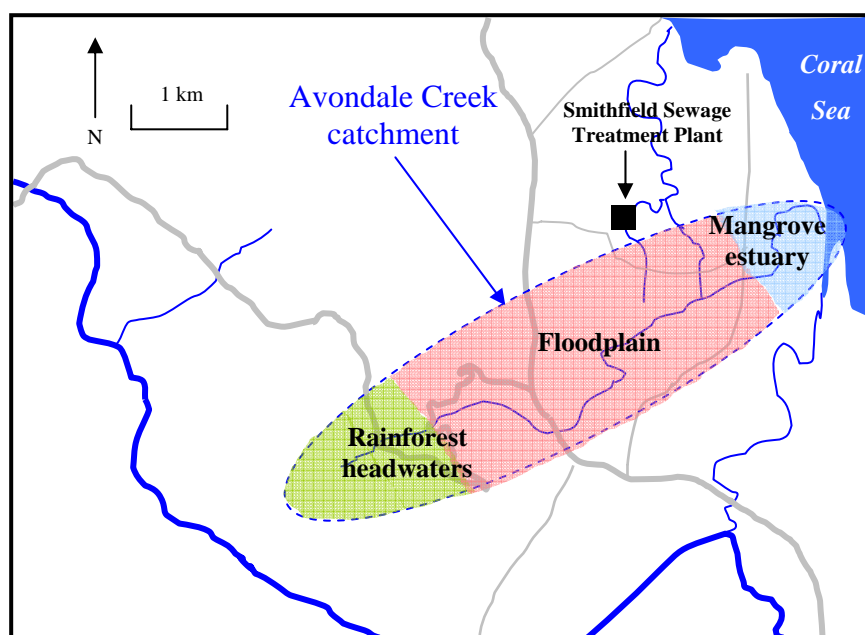 Coral
Sea
1 km
N
Avondale Creek
catchment
Smithfield Sewage
Treatment Plant
Mangrove
estuary
Floodplain
Rainforest
headwaters